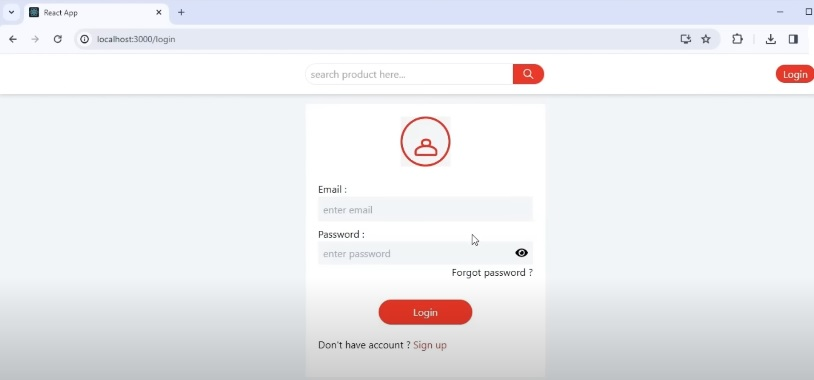 React App
localhost:3000/login
search product here...
Login
Email :
enter email
Password :
enter password
Forgot password ?
Login
Don't have account ? Sign up